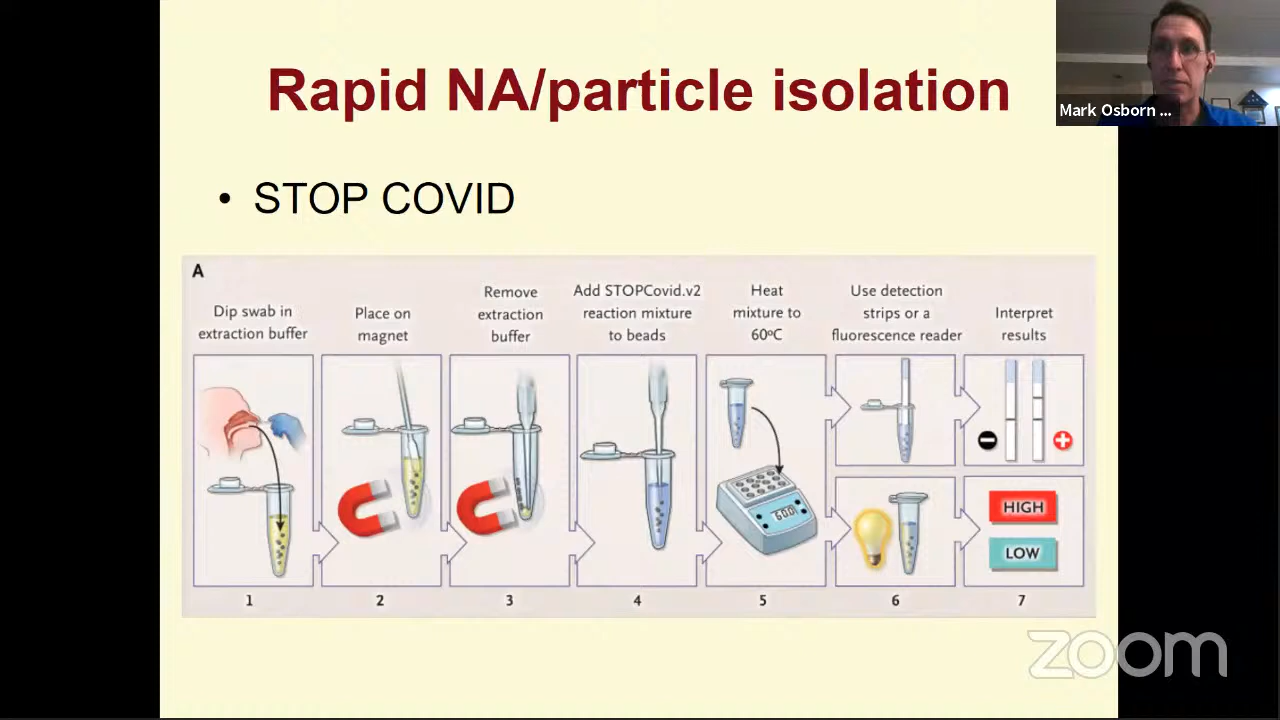 Rapid NA/particle isolation
Mark Osborn ...
• STOP COVID
A
Dip swab in
extraction buffer
Place on
magnet
Remove
extraction
buffer
Add STOPCovid.v2
reaction mixture
to beads
Heat
mixture to
60ºC
Use detection
strips or a
fluorescence reader
Interpret
results
60.0
HIGH
LOW
1
2
3
4
5
6
7
zoom